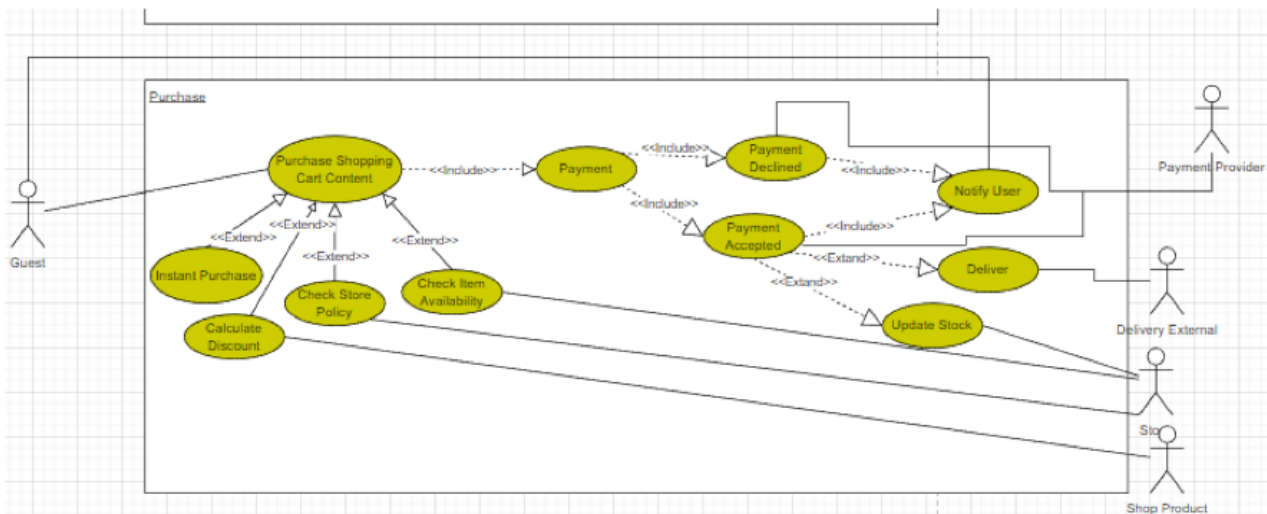 Purchase
Purchase Shopping
Cart Content
<<Include>>
Payment
<<Include>>
Payment
Declined
<<Include>>
Notify User
Payment Provider
<<Include>>
Payment
Accepted
<<Include>>
Guest
<<Extend>>
<<Extend>>
<<Extend>>
<<Extend>>
Instant Purchase
Calculate
Discount
Check Store
Policy
Check Item
Availability
<<Extand>>
Deliver
<<Extand>>
Update Stock
Delivery External
Sto
Shop Product